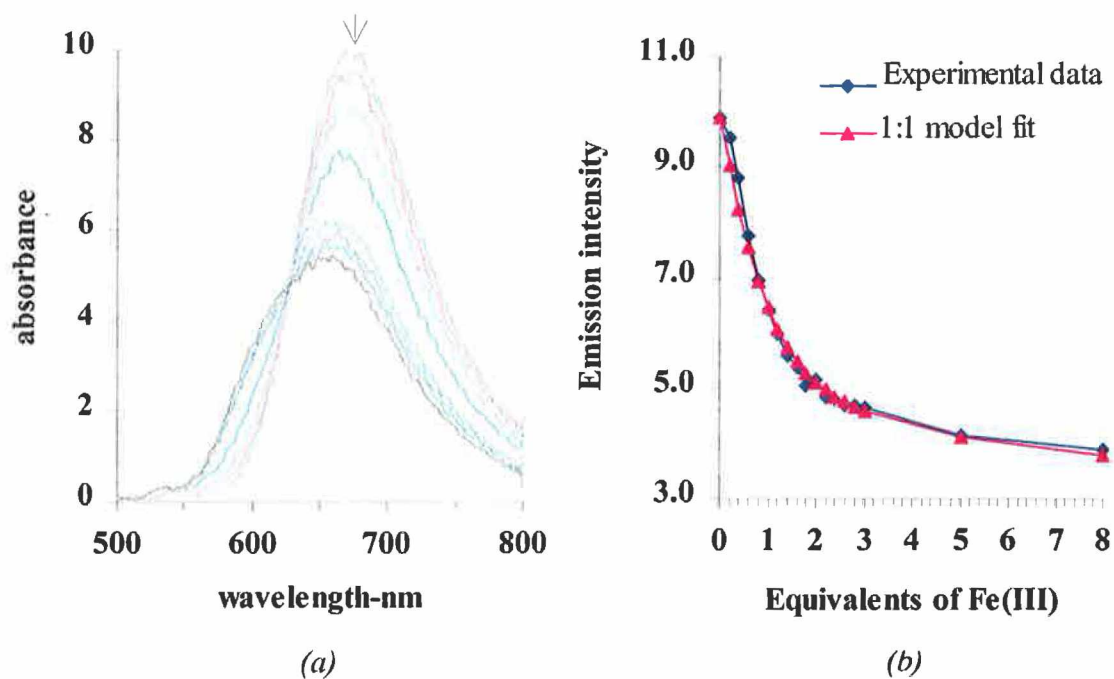 10
8
6
4
2
0
absorbance
500
600
700
800
wavelength-nm
(a)
11.0
9.0
7.0
5.0
3.0
Emission intensity
Experimental data
1:1 model fit
0 1 2 3 4 5 6 7 8
Equivalents of Fe(III)
(b)